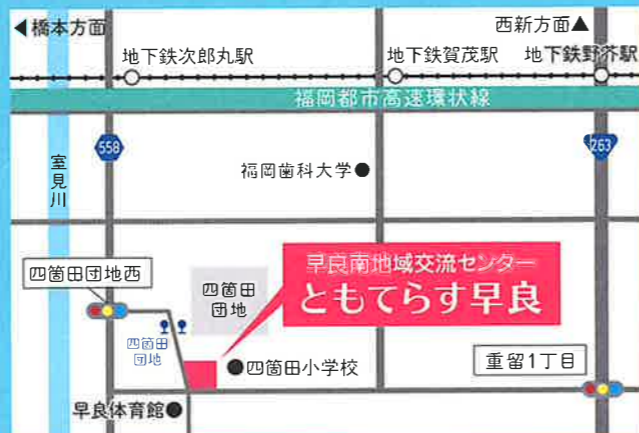 ◀橋本方面
西新方面▲
地下鉄次郎丸駅
地下鉄賀茂駅
地下鉄野芥駅
福岡都市高速環状線
558
263
室見川
福岡歯科大学●
四箇田団地西
四箇田
団地
早良南地域交流センター
ともてらす早良
四箇田
団地
●四箇田小学校
重留1丁目
早良体育館●